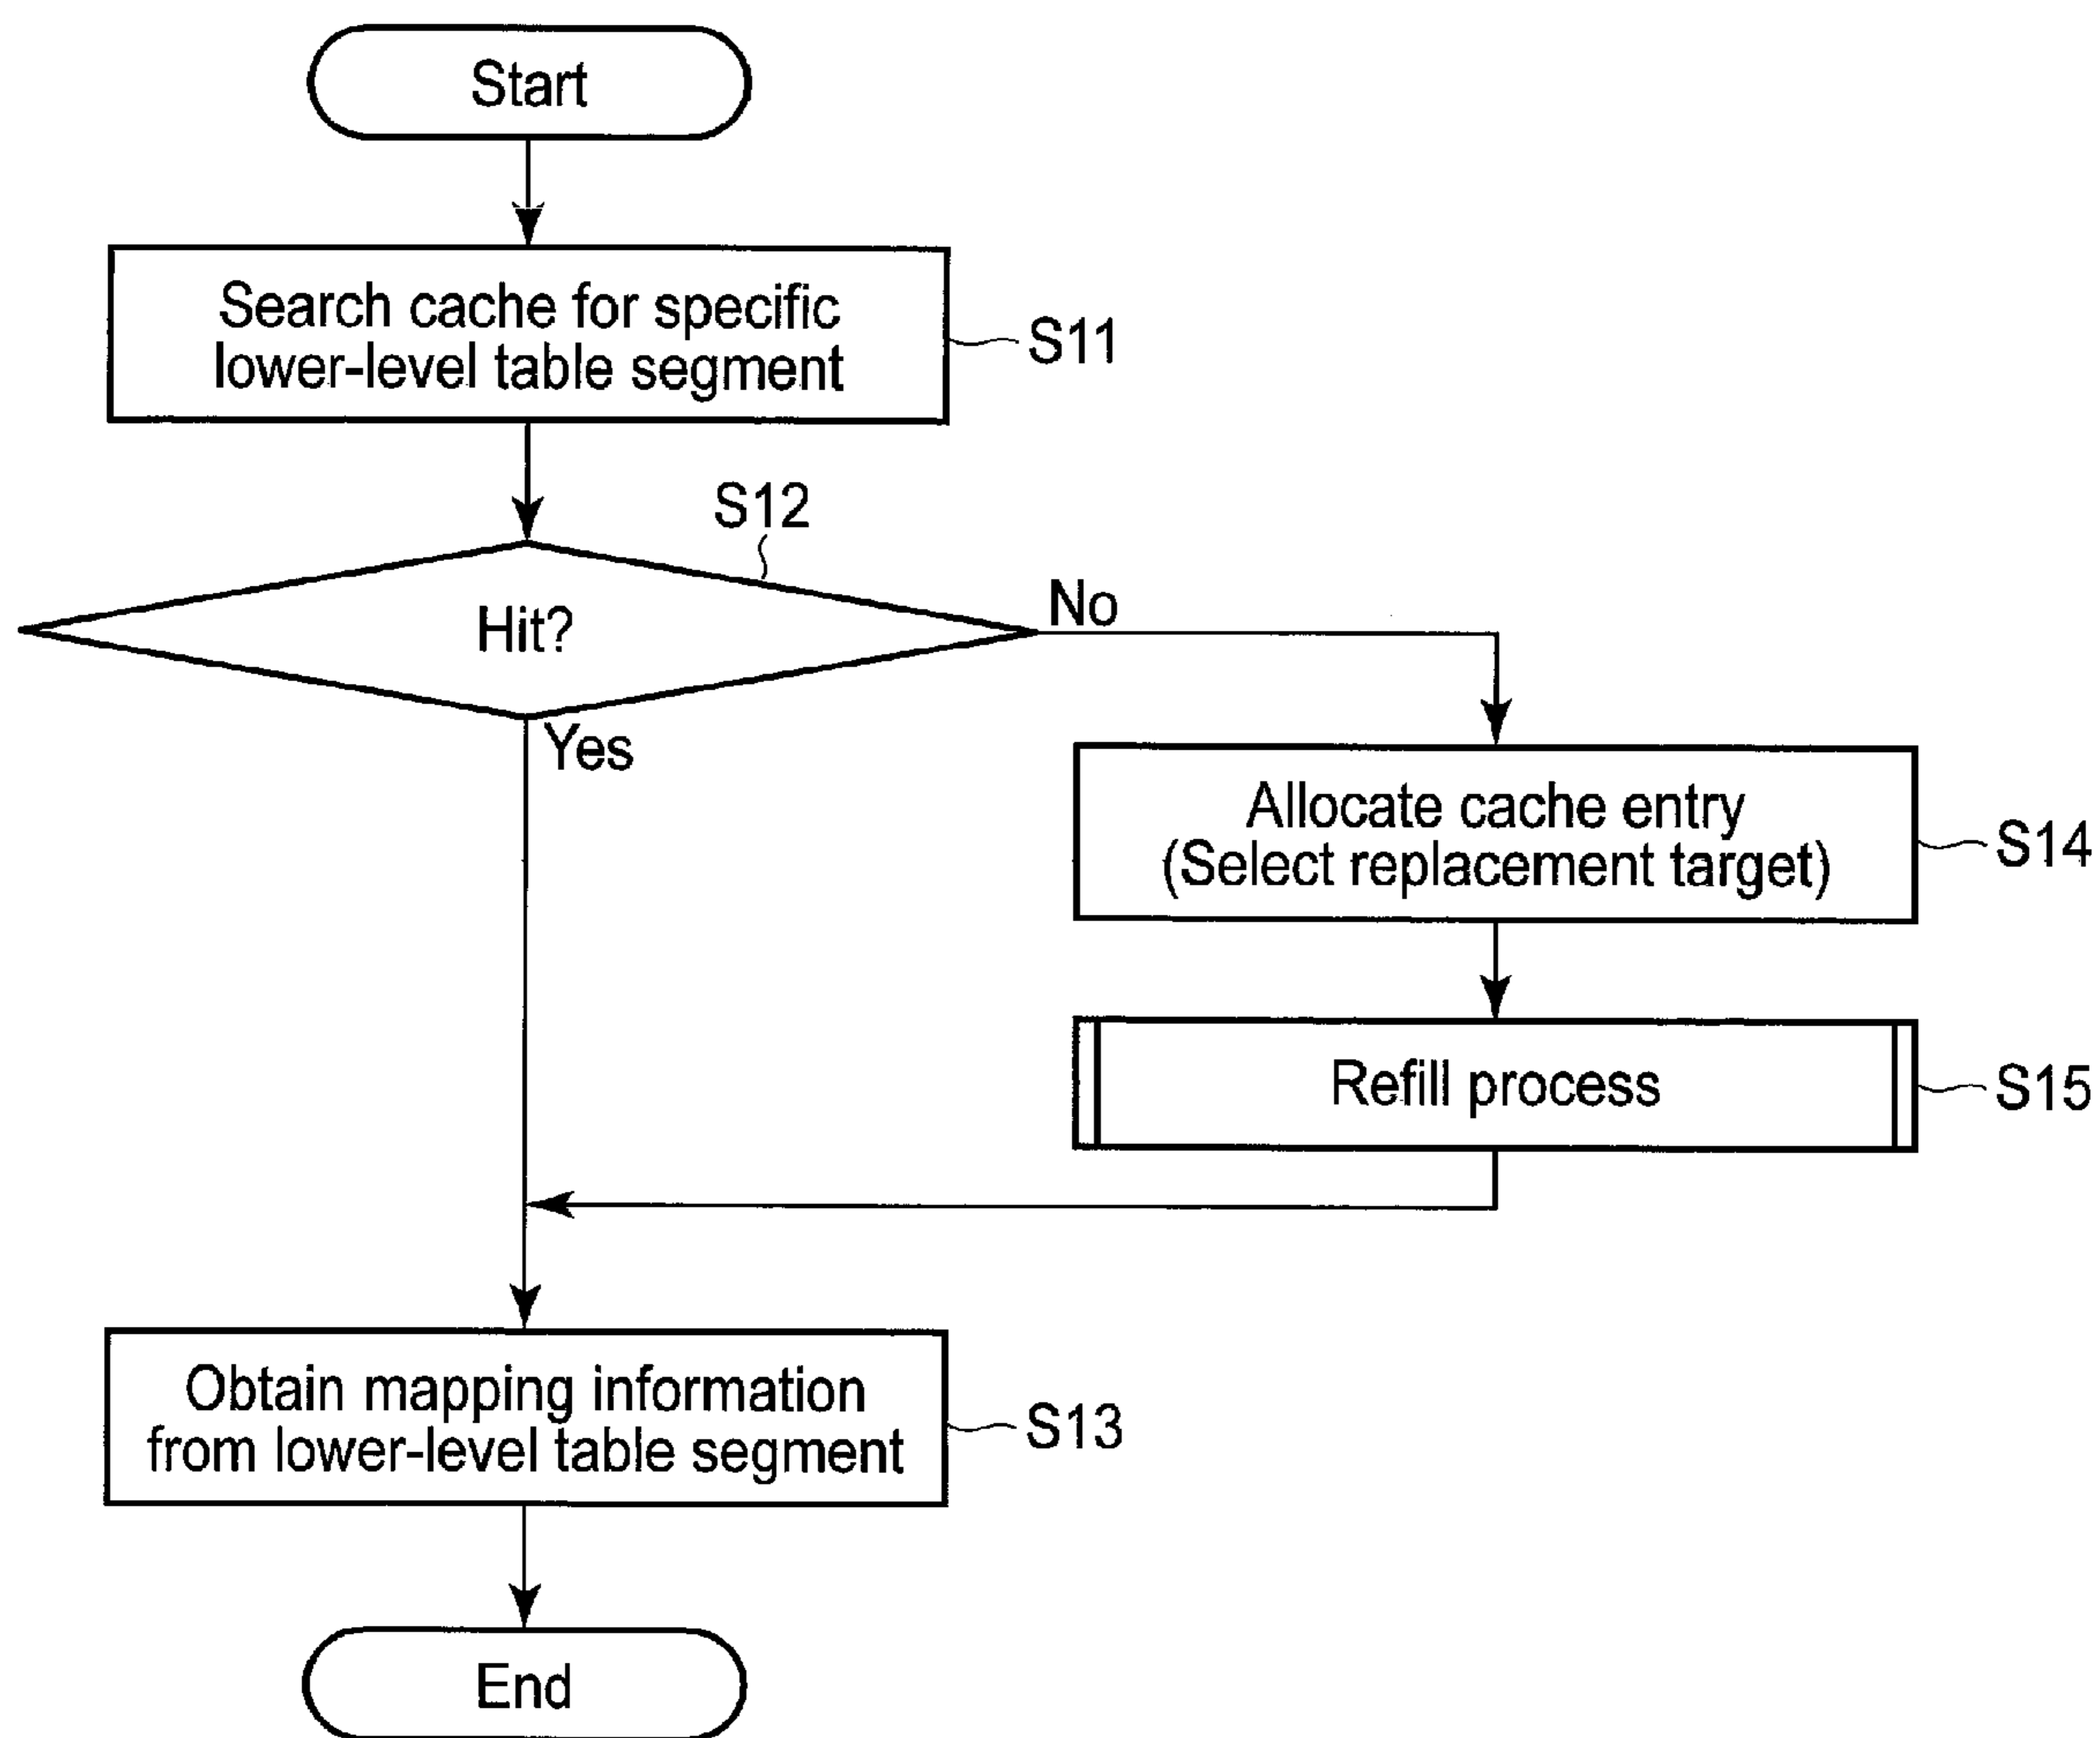 Start
Search cache for specific
lower-level table segment
S11
S12
Hit?
No
Yes
Allocate cache entry
(Select replacement target)
S14
Refill process
S15
Obtain mapping information
from lower-level table segment
S13
End